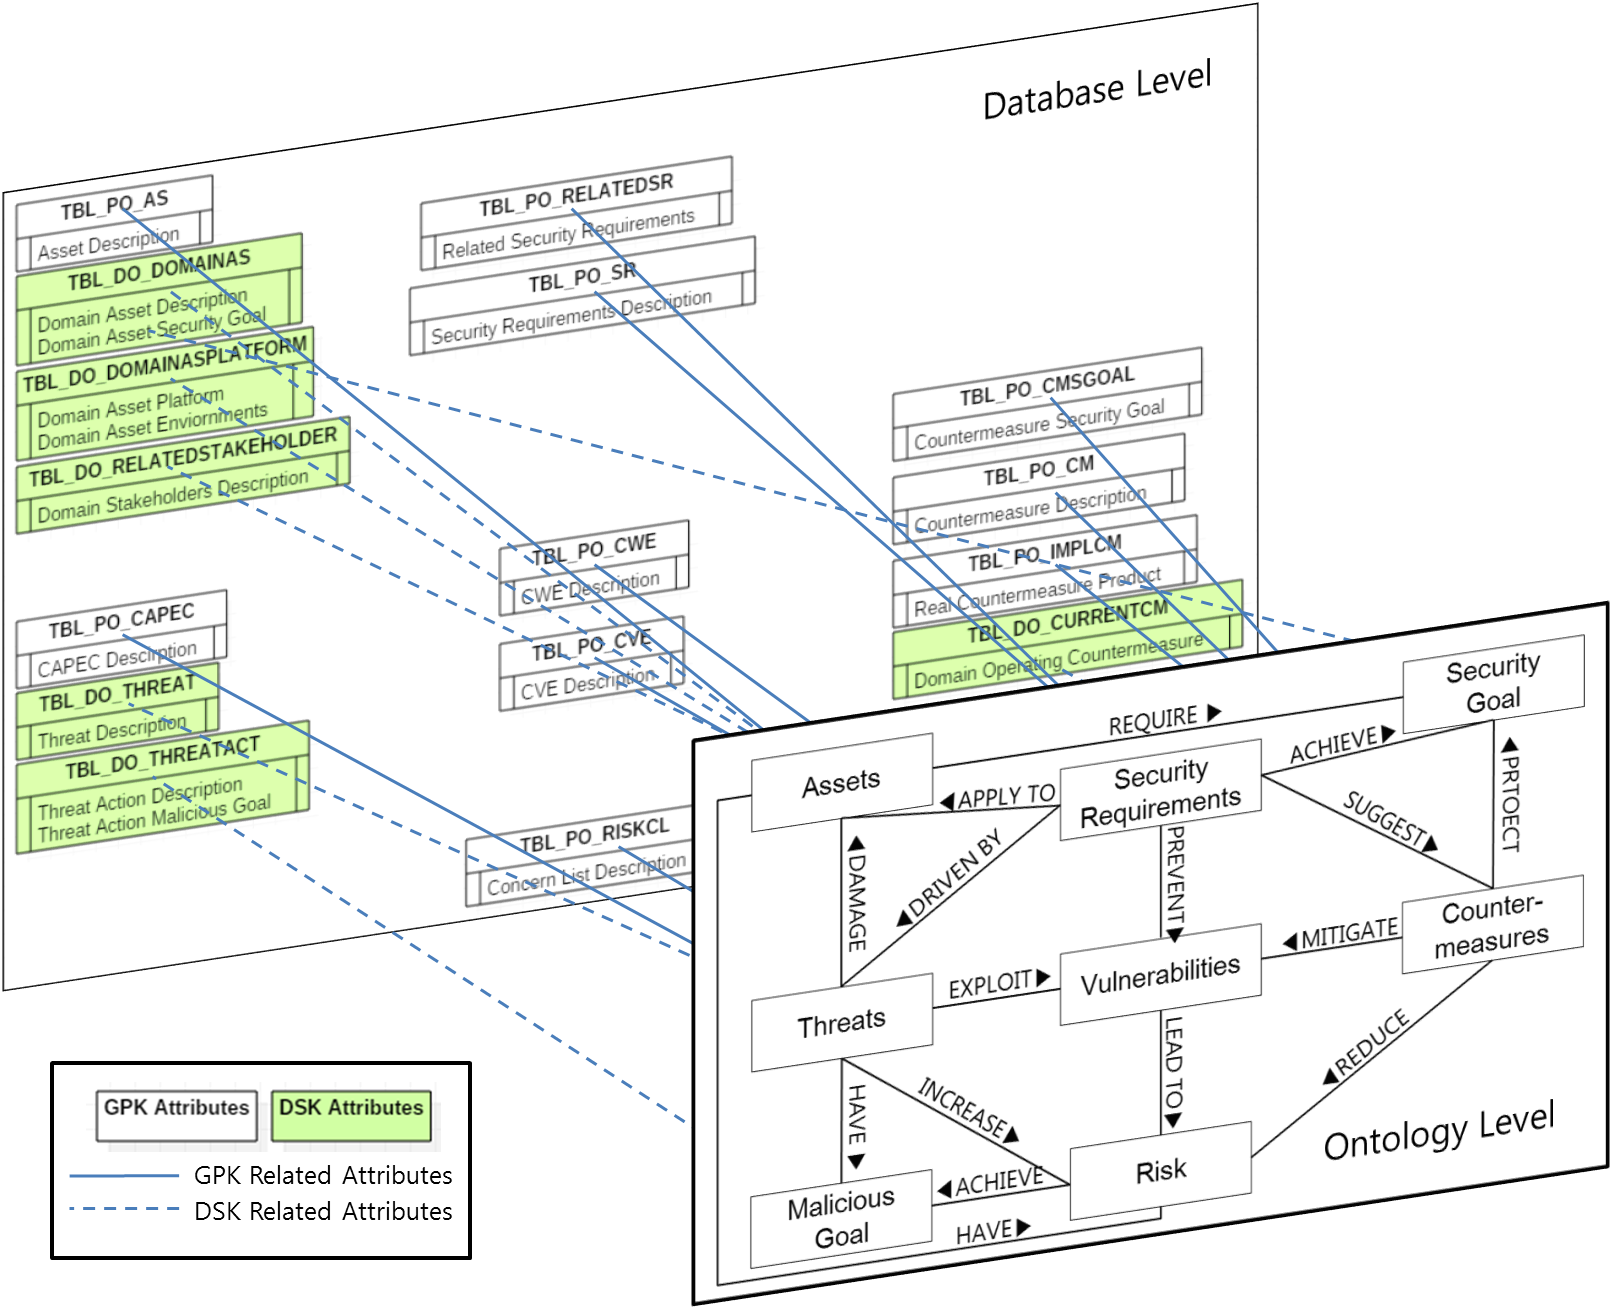 Database Level
TBL_PO_AS
Asset Description
TBL_DO_DOMAINAS
Domain Asset Description
Domain Asset Security Goal
TBL_DO_DOMAINASPLATFORM
Domain Asset Platform
Domain Asset Enviornments
TBL_DO_RELATEDSTAKEHOLDER
Domain Stakeholders Description
TBL_PO_RELATEDSR
Related Security Requirements
TBL_PO_SR
Security Requirements Description
TBL_PO_CMSGOAL
Countermeasure Security Goal
TBL_PO_CM
Countermeasure Description
TBL_PO_IMPLCM
Real Countermeasure Product
TBL_DO_CURRENTCM
Domain Operating Countermeasure
TBL_PO_CWE
CWE Description
TBL_PO_CVE
CVE Description
TBL_PO_CAPEC
CAPEC Descirption
TBL_DO_THREAT
Threat Description
TBL_DO_THREATACT
Threat Action Description
Threat Action Malicious Goal
TBL_PO_RISKCL
Concern List Description
Security
Goal
REQUIRE ▶
Assets
Security
Requirements
ACHIEVE ▶
◀ APPLY TO
SUGGEST ▶
PRTOECT ▶
DAMAGE ▶
◀ DRIVEN BY
PREVENT ▶
Counter-
measures
◀ MITIGATE
Vulnerabilities
EXPLOIT ▶
Threats
LEAD TO ▶
◀ REDUCE
HAVE ▶
INCREASE ▶
Risk
◀ ACHIEVE
Malicious
Goal
HAVE ▶
Ontology Level
GPK Attributes
DSK Attributes
GPK Related Attributes
DSK Related Attributes